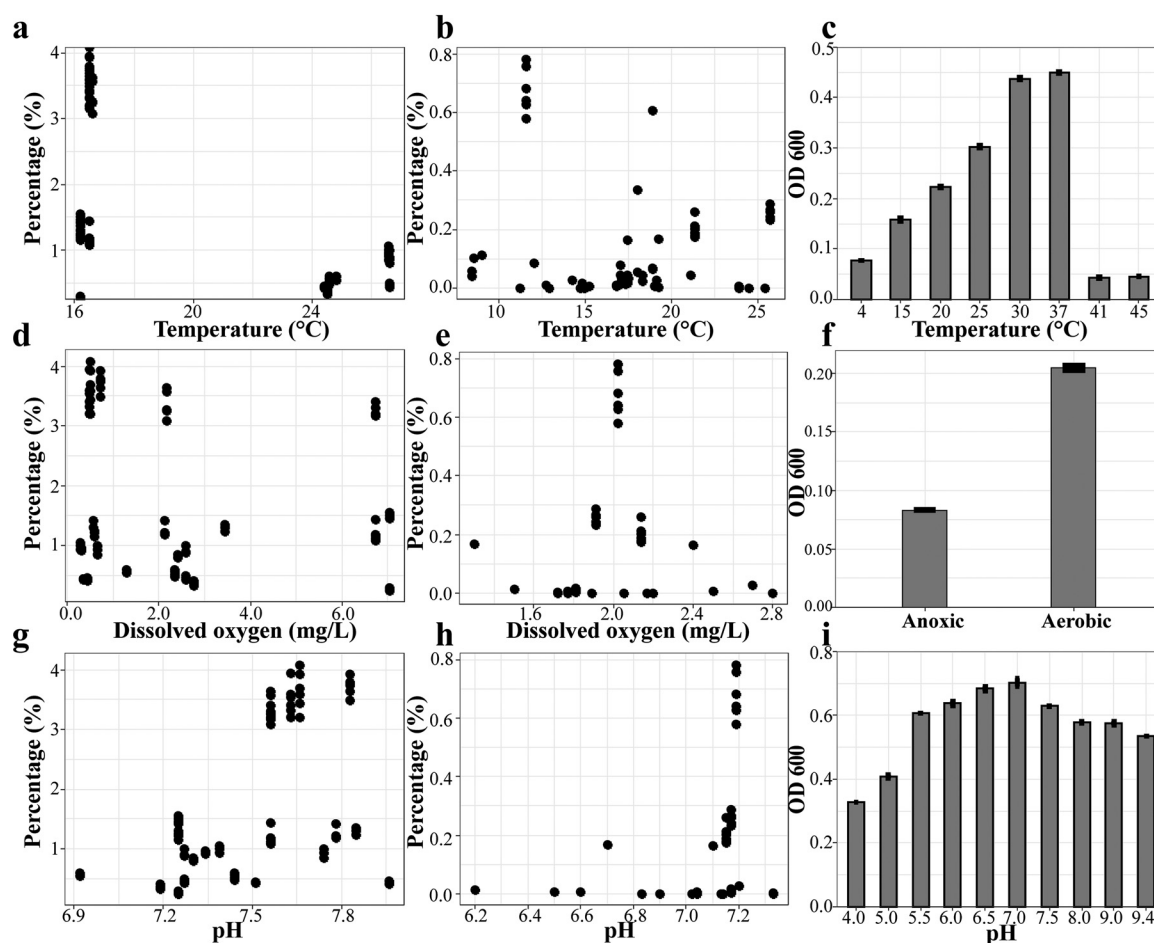 a
b
c
4
3
2
1
Percentage (%)
16
20
24
Temperature (°C)
0.8
0.6
0.4
0.2
0.0
Percentage (%)
10
15
20
25
Temperature (°C)
0.5
0.4
0.3
0.2
0.1
0.0
OD 600
4 15 20 25 30 37 41 45
Temperature (°C)
d
e
f
4
3
2
1
Percentage (%)
0.0 2.0 4.0 6.0
Dissolved oxygen (mg/L)
0.8
0.6
0.4
0.2
0.0
Percentage (%)
1.6 2.0 2.4 2.8
Dissolved oxygen (mg/L)
0.20
0.15
0.10
0.05
0.00
OD 600
Anoxic Aerobic
g
h
i
4
3
2
1
Percentage (%)
6.9 7.2 7.5 7.8
pH
0.8
0.6
0.4
0.2
0.0
Percentage (%)
6.2 6.4 6.6 6.8 7.0 7.2
pH
0.8
0.6
0.4
0.2
0.0
OD 600
4.0 5.0 5.5 6.0 6.5 7.0 7.5 8.0 9.0 9.4
pH